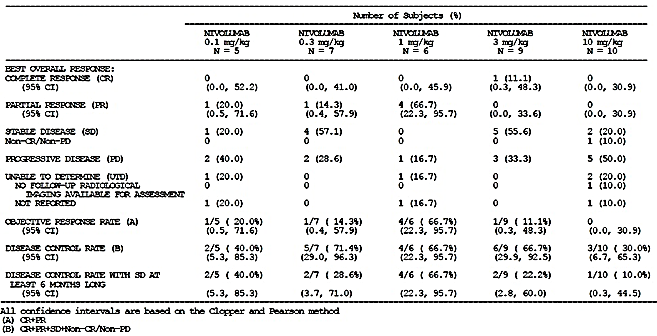 Number of Subjects (%)
NIVOLUMAB NIVOLUMAB NIVOLUMAB NIVOLUMAB NIVOLUMAB
0.1 mg/kg 0.3 mg/kg 1 mg/kg 3 mg/kg 10 mg/kg
N = 5 N = 7 N = 6 N = 9 N = 10
BEST OVERALL RESPONSE:
COMPLETE RESPONSE (CR) 0 0 0 1 (11.1) 0
(95% CI) (0.0, 52.2) (0.0, 41.0) (0.0, 45.9) (0.3, 48.3) (0.0, 30.9)
PARTIAL RESPONSE (PR) 1 (20.0) 1 (14.3) 4 (66.7) 0 0
(95% CI) (0.5, 71.6) (0.4, 57.9) (22.3, 95.7) (0.0, 33.6) (0.0, 30.9)
STABLE DISEASE (SD) 1 (20.0) 4 (57.1) 0 5 (55.6) 2 (20.0)
Non-CR/Non-PD 0 0 0 0 1 (10.0)
PROGRESSIVE DISEASE (PD) 2 (40.0) 2 (28.6) 1 (16.7) 3 (33.3) 5 (50.0)
UNABLE TO DETERMINE (UTD) 1 (20.0) 0 1 (16.7) 0 2 (20.0)
NO FOLLOW-UP RADIOLOGICAL 0 0 0 0 1 (10.0)
IMAGING AVAILABLE FOR ASSESSMENT
NOT REPORTED 1 (20.0) 0 1 (16.7) 0 1 (10.0)
OBJECTIVE RESPONSE RATE (A) 1/5 ( 20.0%) 1/7 ( 14.3%) 4/6 ( 66.7%) 1/9 ( 11.1%) 0
(95% CI) (0.5, 71.6) (0.4, 57.9) (22.3, 95.7) (0.3, 48.3) (0.0, 30.9)
DISEASE CONTROL RATE (B) 2/5 ( 40.0%) 5/7 ( 71.4%) 4/6 ( 66.7%) 6/9 ( 66.7%) 3/10 ( 30.0%)
(95% CI) (5.3, 85.3) (29.0, 96.3) (22.3, 95.7) (29.9, 92.5) (6.7, 65.3)
DISEASE CONTROL RATE WITH SD AT 2/5 ( 40.0%) 2/7 ( 28.6%) 4/6 ( 66.7%) 2/9 ( 22.2%) 1/10 ( 10.0%)
LEAST 6 MONTHS LONG
(95% CI) (5.3, 85.3) (3.7, 71.0) (22.3, 95.7) (2.8, 60.0) (0.3, 44.5)
All confidence intervals are based on the Clopper and Pearson method
(A) CR+PR
(B) CR+PR+SD+Non-CR/Non-PD